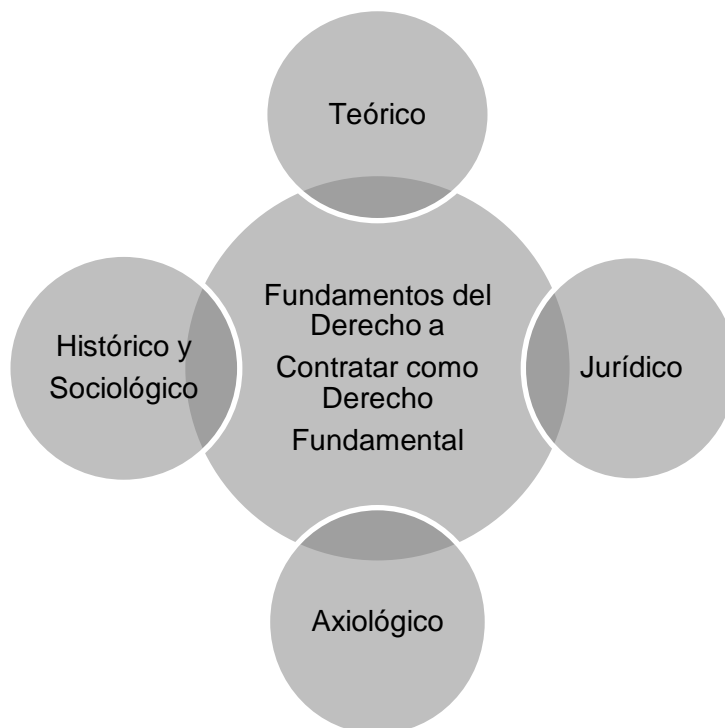 Teórico
Fundamentos del
Derecho a
Contratar como
Derecho
Fundamental
Histórico y
Sociológico
Jurídico
Axiológico